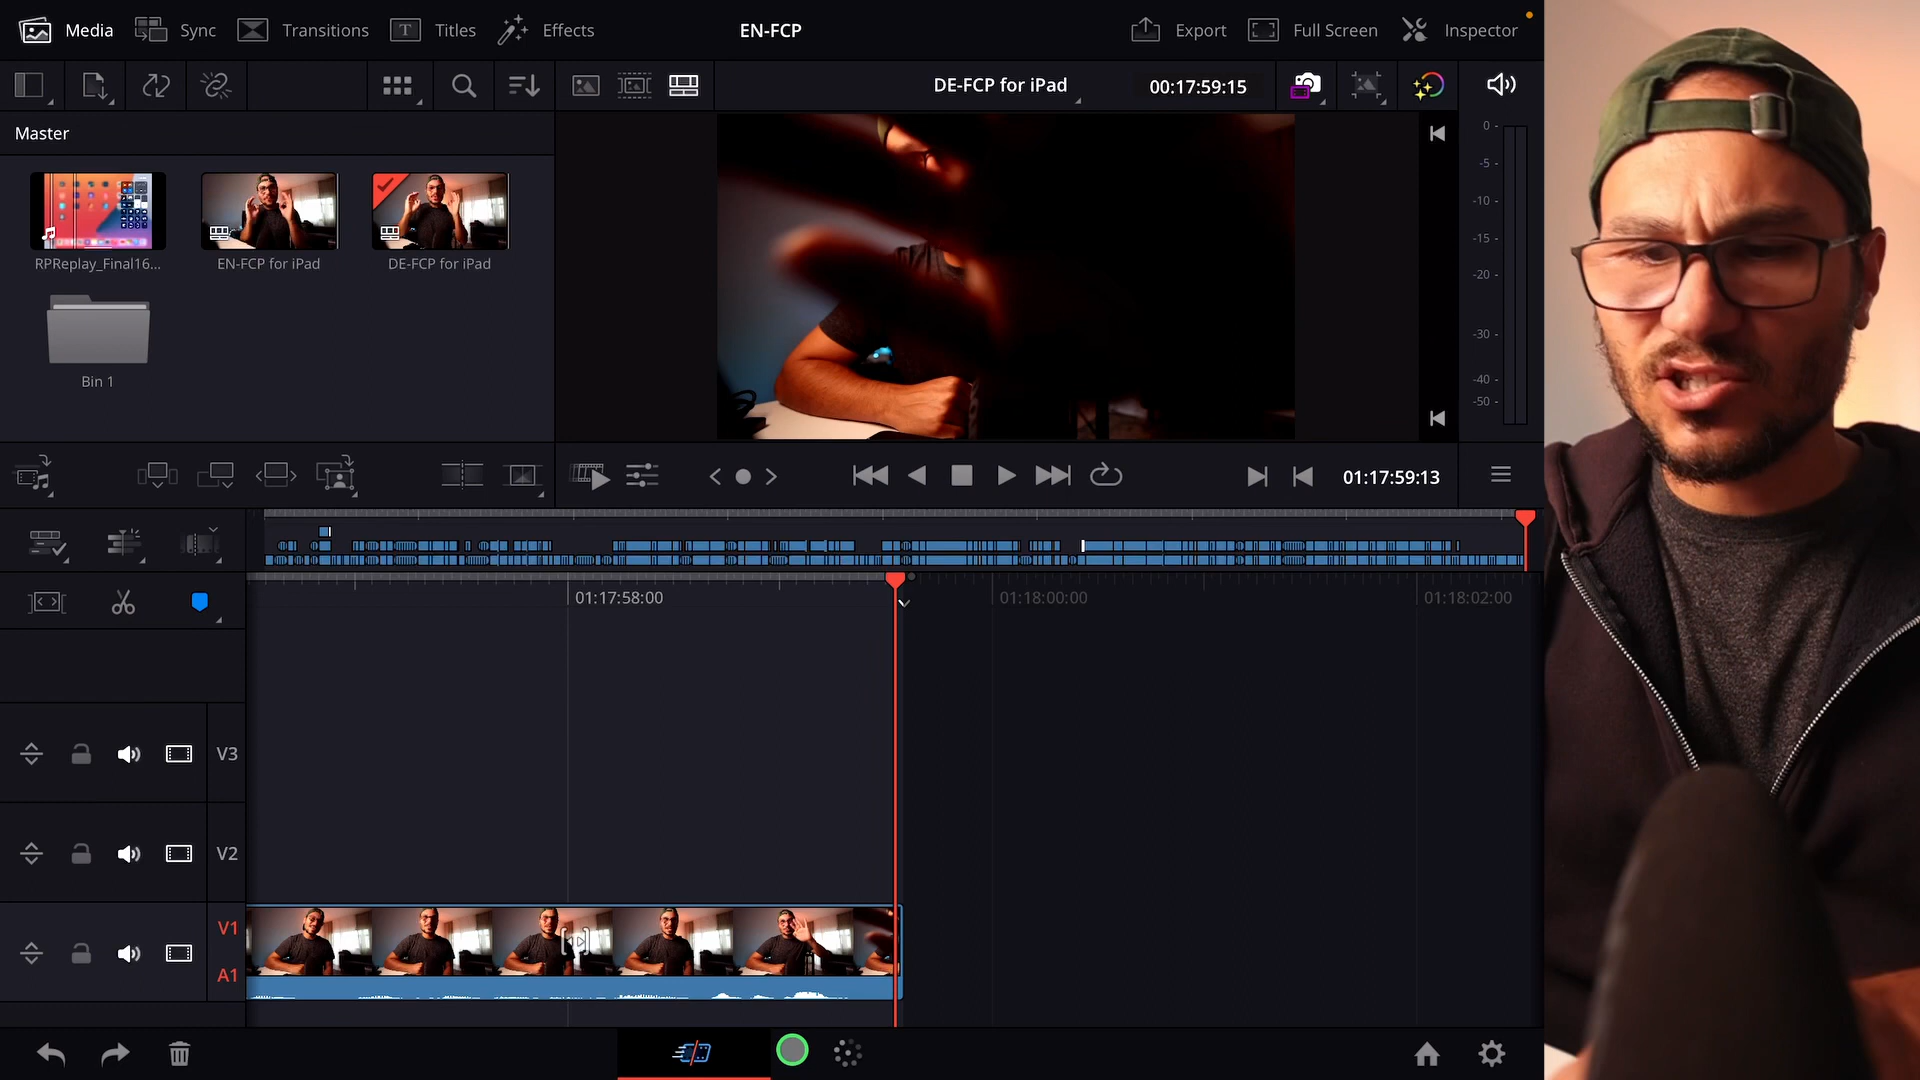 Media Sync Transitions Titles Effects EN-FCP Export Full Screen Inspector
DE-FCP for iPad 00:17:59:15
Master
RPReplay_Final16... EN-FCP for iPad DE-FCP for iPad
Bin 1
0 -
-5 -
-10 -
-15 -
-20 -
-30 -
-40 -
-50 -
01:17:59:13
01:17:58:00 01:18:00:00 01:18:02:00
V3
V2
V1
A1